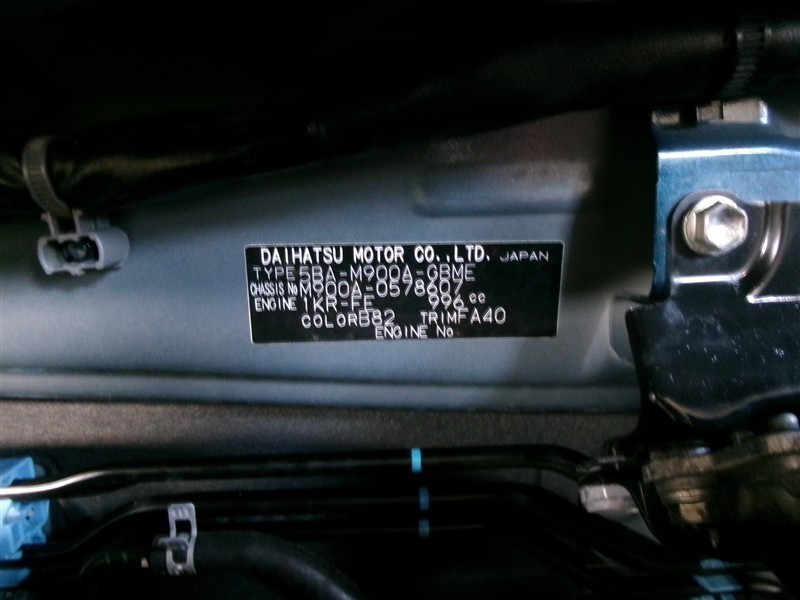 DAIHATSU MOTOR CO.,LTD. JAPAN
TYPE 5BA-M900A-GBME
CHASSIS No M900A-0578607
ENGINE 1KR-FE 996 cc
COLOR B82 TRIM FA40
ENGINE No